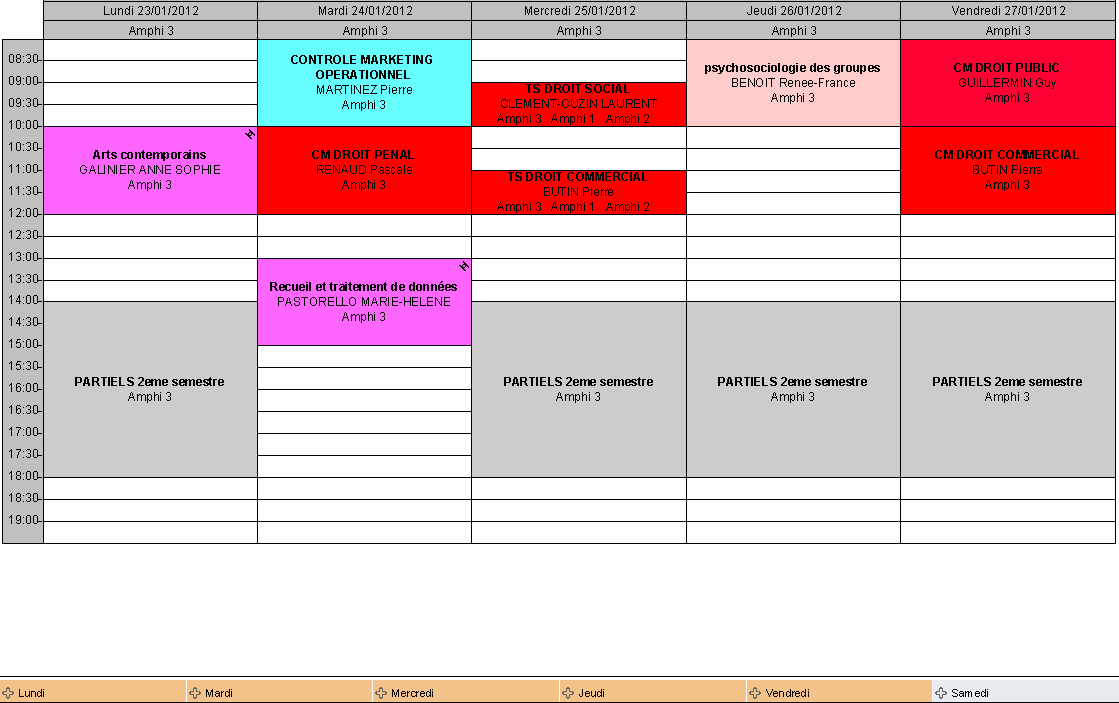 Lundi 23/01/2012 Mardi 24/01/2012 Mercredi 25/01/2012 Jeudi 26/01/2012 Vendredi 27/01/2012
Amphi 3 Amphi 3 Amphi 3 Amphi 3 Amphi 3
08:30
09:00
09:30
10:00
10:30
11:00
11:30
12:00
12:30
13:00
13:30
14:00
14:30
15:00
15:30
16:00
16:30
17:00
17:30
18:00
18:30
19:00
H
Arts contemporains
GALINIER ANNE SOPHIE
Amphi 3
PARTIELS 2eme semestre
Amphi 3
CONTROLE MARKETING
OPERATIONNEL
MARTINEZ Pierre
Amphi 3
CM DROIT PENAL
RENAUD Pascale
Amphi 3
H
Recueil et traitement de données
PASTORELLO MARIE-HELENE
Amphi 3
TS DROIT SOCIAL
CLEMENT-CUZIN LAURENT
Amphi 3 Amphi 1 Amphi 2
TS DROIT COMMERCIAL
BUTIN Pierre
Amphi 3 Amphi 1 Amphi 2
PARTIELS 2eme semestre
Amphi 3
psychosociologie des groupes
BENOIT Renee-France
Amphi 3
PARTIELS 2eme semestre
Amphi 3
CM DROIT PUBLIC
GUILLERMIN Guy
Amphi 3
CM DROIT COMMERCIAL
BUTIN Pierre
Amphi 3
PARTIELS 2eme semestre
Amphi 3
Lundi Mardi Mercredi Jeudi Vendredi Samedi